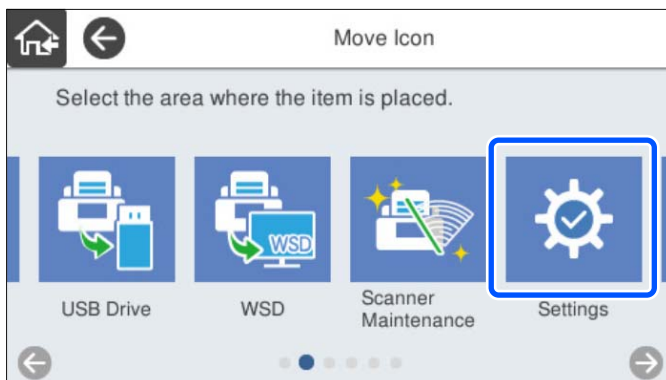 Move Icon
Select the area where the item is placed.
WSD
USB Drive
WSD
Scanner
Maintenance
Settings